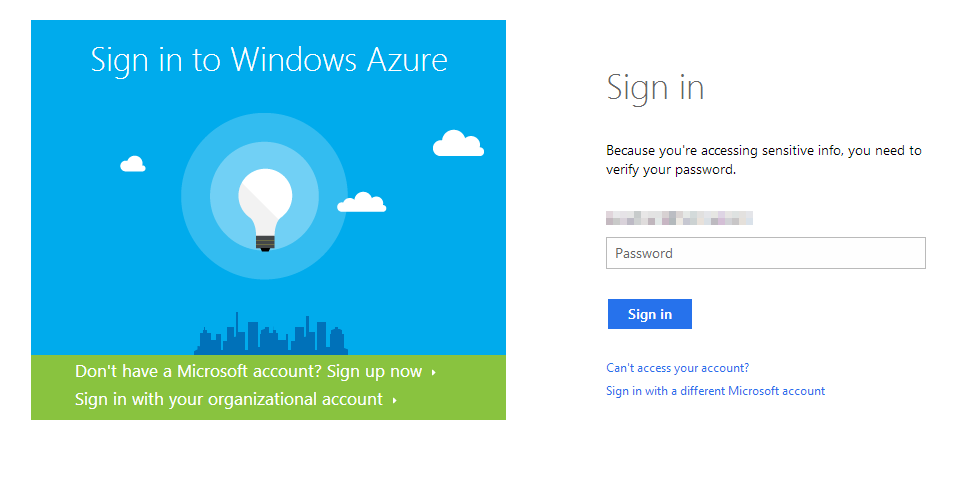 Sign in to Windows Azure
Don't have a Microsoft account? Sign up now
Sign in with your organizational account
Sign in
Because you're accessing sensitive info, you need to
verify your password.
Password
Sign in
Can't access your account?
Sign in with a different Microsoft account